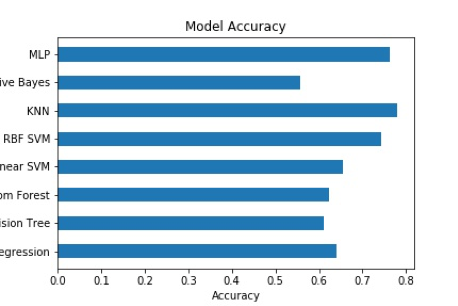 Model Accuracy
MLP
ive Bayes
KNN
RBF SVM
near SVM
om Forest
ision Tree
egression
0.0 0.1 0.2 0.3 0.4 0.5 0.6 0.7 0.8
Accuracy